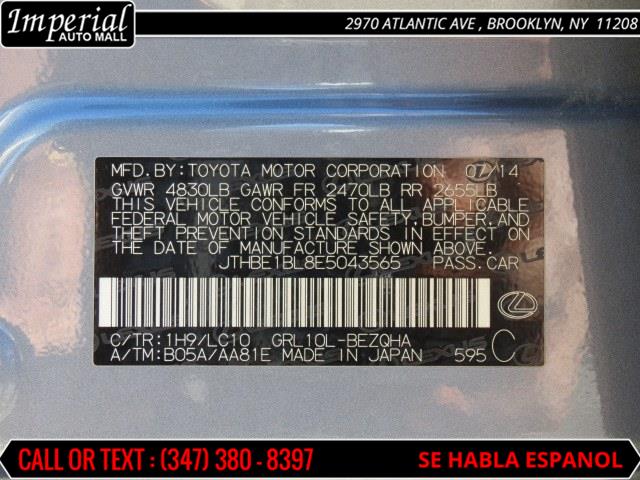 Imperial
AUTO MALL
2970 ATLANTIC AVE , BROOKLYN, NY 11208
MFD.BY:TOYOTA MOTOR CORPORATION 07/14
GVWR 4830LB GAWR FR 2470LB RR 2655LB
THIS VEHICLE CONFORMS TO ALL APPLICABLE
FEDERAL MOTOR VEHICLE SAFETY,BUMPER,AND
THEFT PREVENTION STANDARDS IN EFFECT ON
THE DATE OF MANUFACTURE SHOWN ABOVE.
JTHBE1BL8E5043565 PASS.CAR
C/TR:1H9/LC10 GRL10L-BEZQHA
A/TM:B05A/AA81E MADE IN JAPAN 595 C
CALL OR TEXT : (347) 380 - 8397
SE HABLA ESPANOL